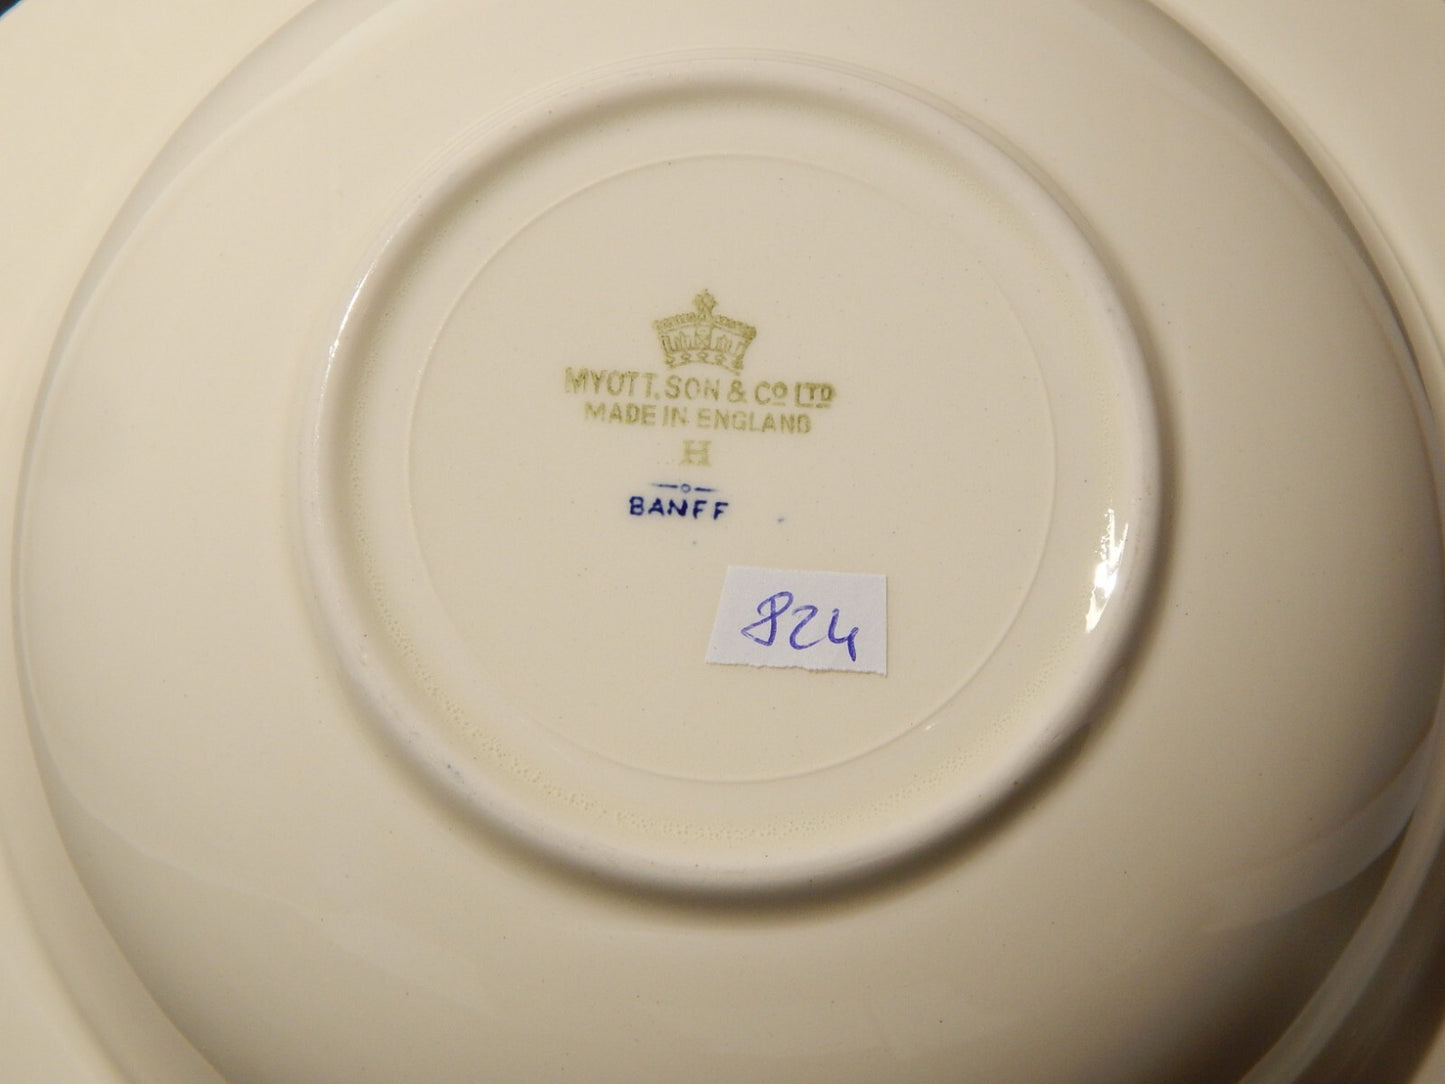 MYOTT, SON & CO LTD
MADE IN ENGLAND
H
BANFF
824